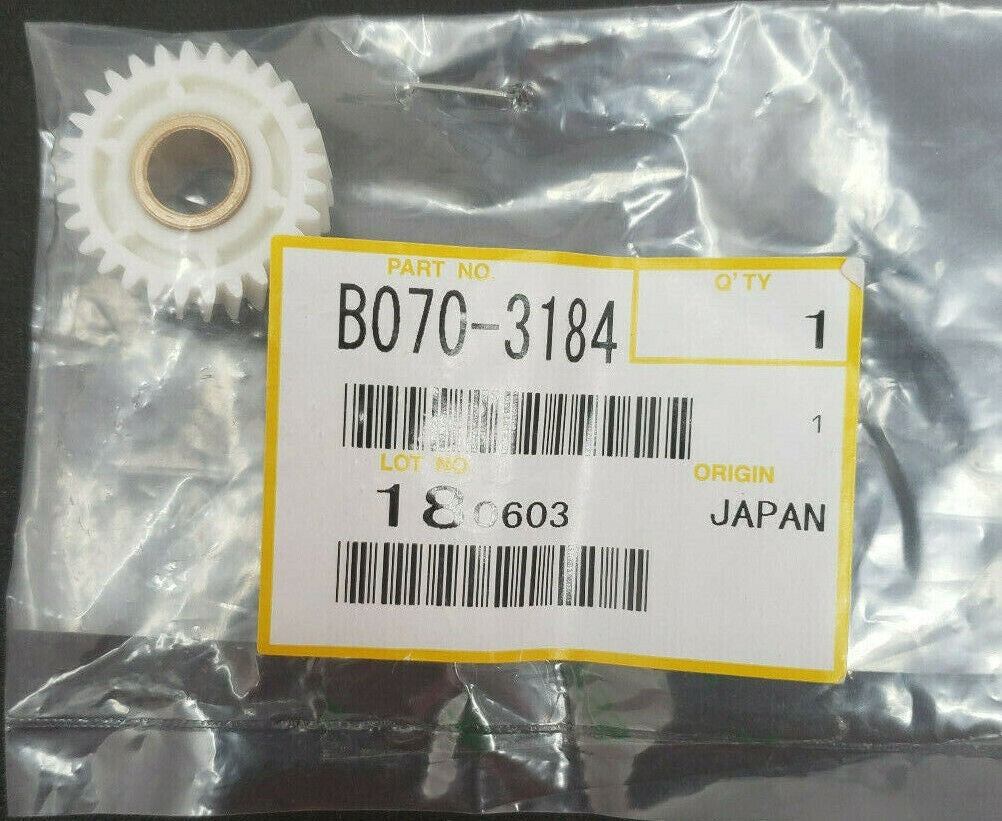 PART NO.
Q'TY
B070-3184
1
1
LOT NO.
ORIGIN
180603
JAPAN